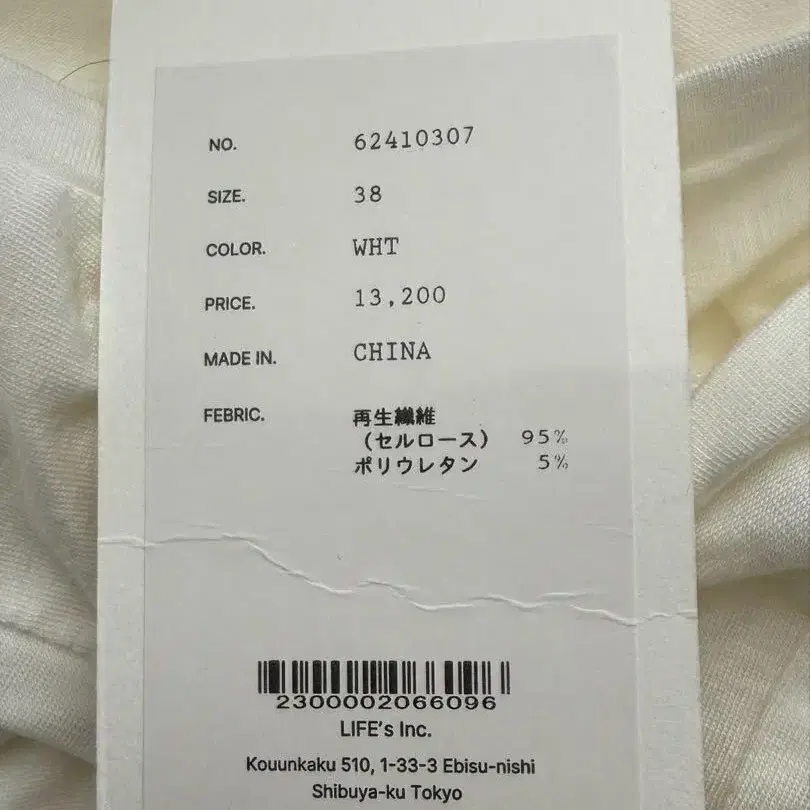 NO. 62410307
SIZE. 38
COLOR. WHT
PRICE. 13,200
MADE IN. CHINA
FEBRIC. 再生繊維
(セルロース) 95%
ポリウレタン 5%
2300002066096
LIFE's Inc.
Kouunkaku 510, 1-33-3 Ebisu-nishi
Shibuya-ku Tokyo